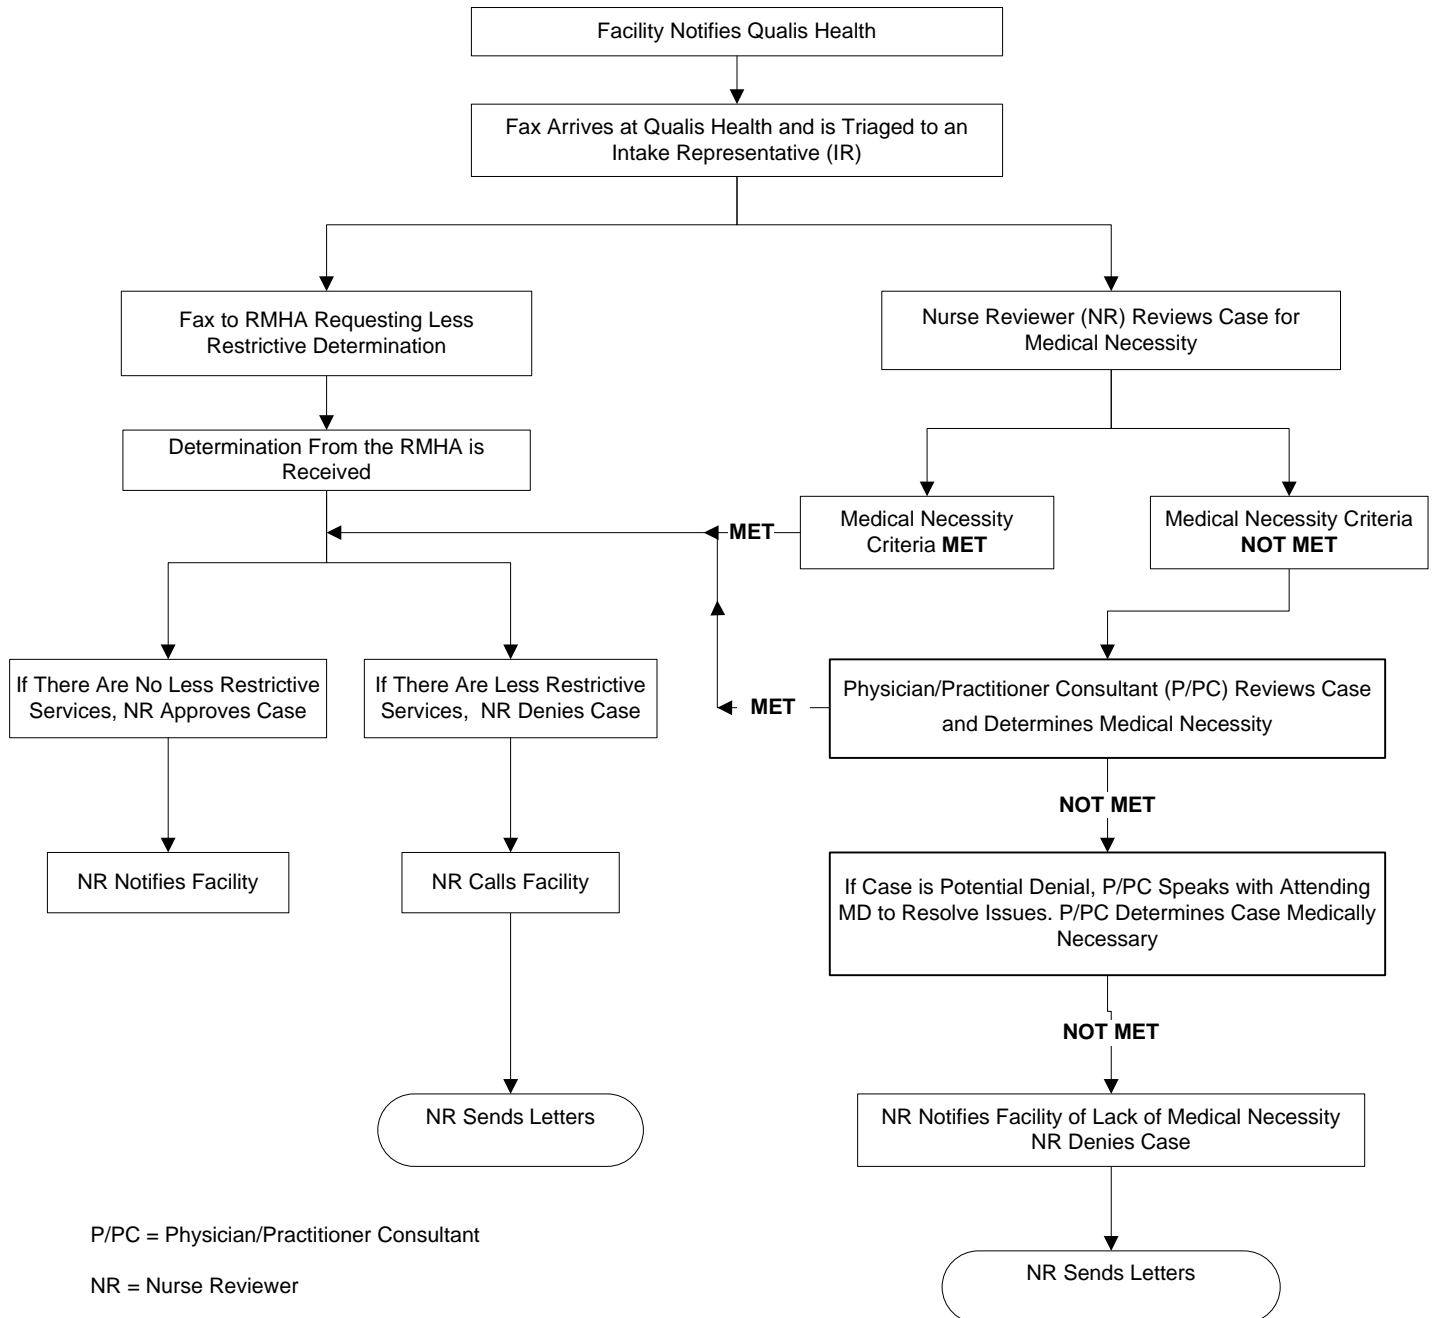 Facility Notifies Qualis Health
Fax Arrives at Qualis Health and is Triaged to an
Intake Representative (IR)
Fax to RMHA Requesting Less
Restrictive Determination
Nurse Reviewer (NR) Reviews Case for
Medical Necessity
Determination From the RMHA is
Received
Medical Necessity
Criteria MET
Medical Necessity Criteria
NOT MET
MET
If There Are No Less Restrictive
Services, NR Approves Case
If There Are Less Restrictive
Services, NR Denies Case
Physician/Practitioner Consultant (P/PC) Reviews Case
and Determines Medical Necessity
MET
NOT MET
NR Notifies Facility
NR Calls Facility
If Case is Potential Denial, P/PC Speaks with Attending
MD to Resolve Issues. P/PC Determines Case Medically
Necessary
NOT MET
NR Sends Letters
NR Notifies Facility of Lack of Medical Necessity
NR Denies Case
P/PC = Physician/Practitioner Consultant
NR = Nurse Reviewer
NR Sends Letters